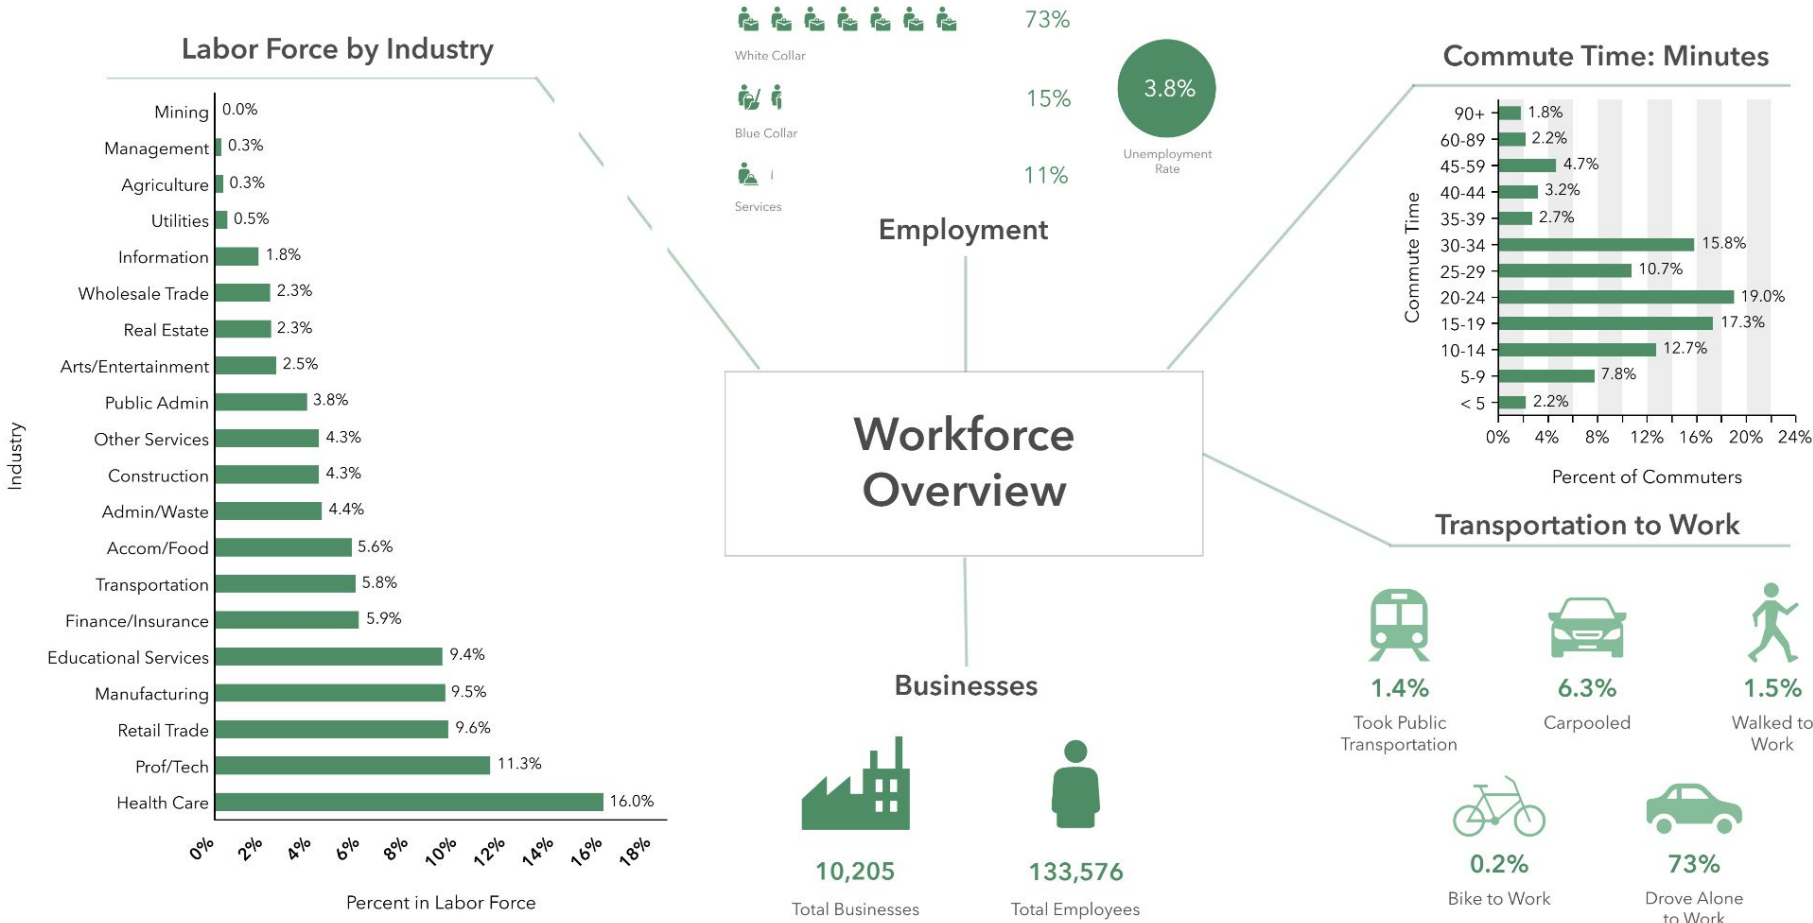 Labor Force by Industry
Industry
Mining 0.0%
Management 0.3%
Agriculture 0.3%
Utilities 0.5%
Information 1.8%
Wholesale Trade 2.3%
Real Estate 2.3%
Arts/Entertainment 2.5%
Public Admin 3.8%
Other Services 4.3%
Construction 4.3%
Admin/Waste 4.4%
Accom/Food 5.6%
Transportation 5.8%
Finance/Insurance 5.9%
Educational Services 9.4%
Manufacturing 9.5%
Retail Trade 9.6%
Prof/Tech 11.3%
Health Care 16.0%
0% 2% 4% 6% 8% 10% 12% 14% 16% 18%
Percent in Labor Force
73%
White Collar
15%
Blue Collar
11%
Services
3.8%
Unemployment
Rate
Employment
Workforce
Overview
Businesses
10,205
Total Businesses
133,576
Total Employees
Commute Time: Minutes
Commute Time
90+ 1.8%
60-89 2.2%
45-59 4.7%
40-44 3.2%
35-39 2.7%
30-34 15.8%
25-29 10.7%
20-24 19.0%
15-19 17.3%
10-14 12.7%
5-9 7.8%
< 5 2.2%
0% 4% 8% 12% 16% 20% 24%
Percent of Commuters
Transportation to Work
1.4%
Took Public
Transportation
6.3%
Carpooled
1.5%
Walked to
Work
0.2%
Bike to Work
73%
Drove Alone
to Work